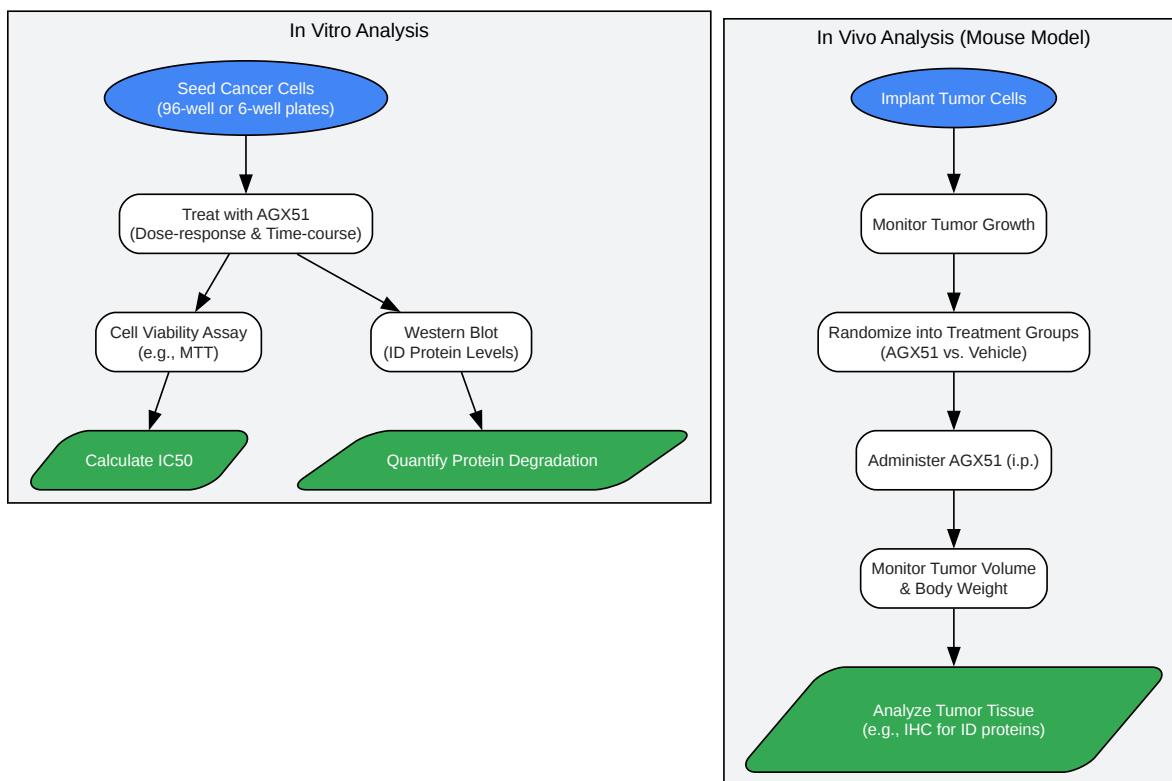 In Vitro Analysis
Seed Cancer Cells
(96-well or 6-well plates)
Treat with AGX51
(Dose-response & Time-course)
Cell Viability Assay
(e.g., MTT)
Western Blot
(ID Protein Levels)
Calculate IC50
Quantify Protein Degradation
In Vivo Analysis (Mouse Model)
Implant Tumor Cells
Monitor Tumor Growth
Randomize into Treatment Groups
(AGX51 vs. Vehicle)
Administer AGX51 (i.p.)
Monitor Tumor Volume
& Body Weight
Analyze Tumor Tissue
(e.g., IHC for ID proteins)